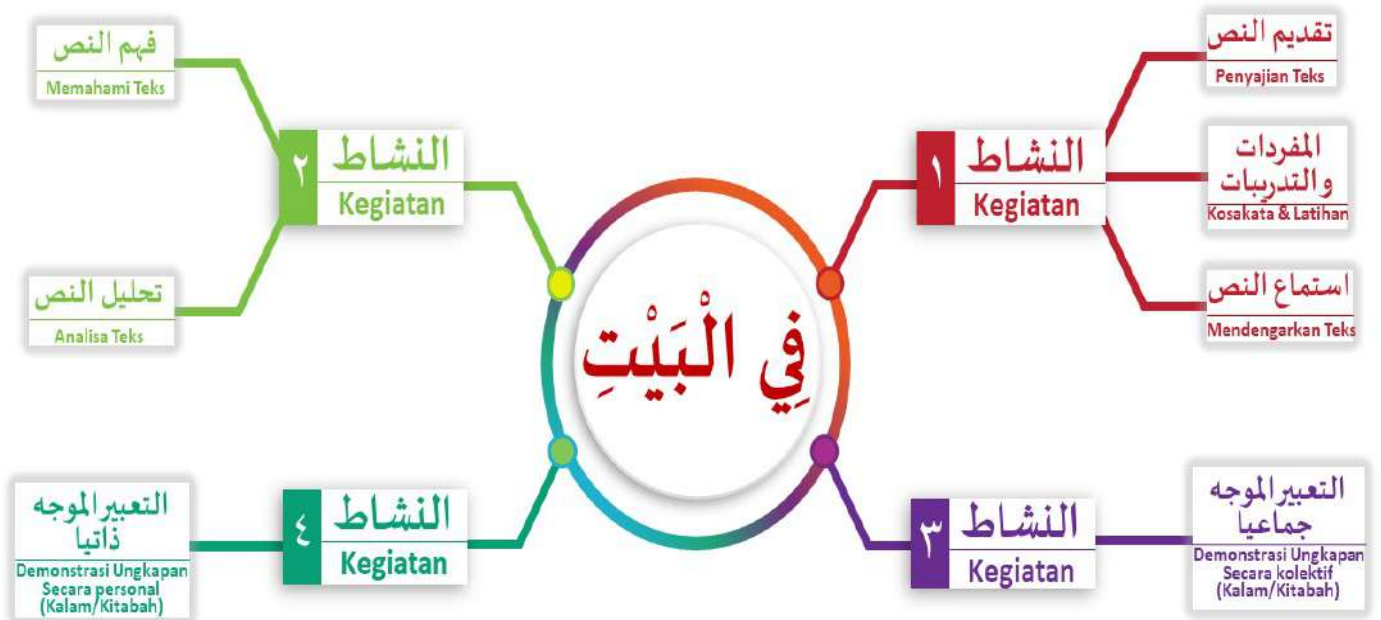 فِي الْبَيْتِ
١
النشاط
Kegiatan
تقديم النص
Penyajian Teks
المفردات
والتدريبات
Kosakata & Latihan
استماع النص
Mendengarkan Teks
٢
النشاط
Kegiatan
فهم النص
Memahami Teks
تحليل النص
Analisa Teks
٣
النشاط
Kegiatan
التعبير الموجه
جماعيا
Demonstrasi Ungkapan
Secara kolektif
(Kalam/Kitabah)
٤
النشاط
Kegiatan
التعبير الموجه
ذاتيا
Demonstrasi Ungkapan
Secara personal
(Kalam/Kitabah)